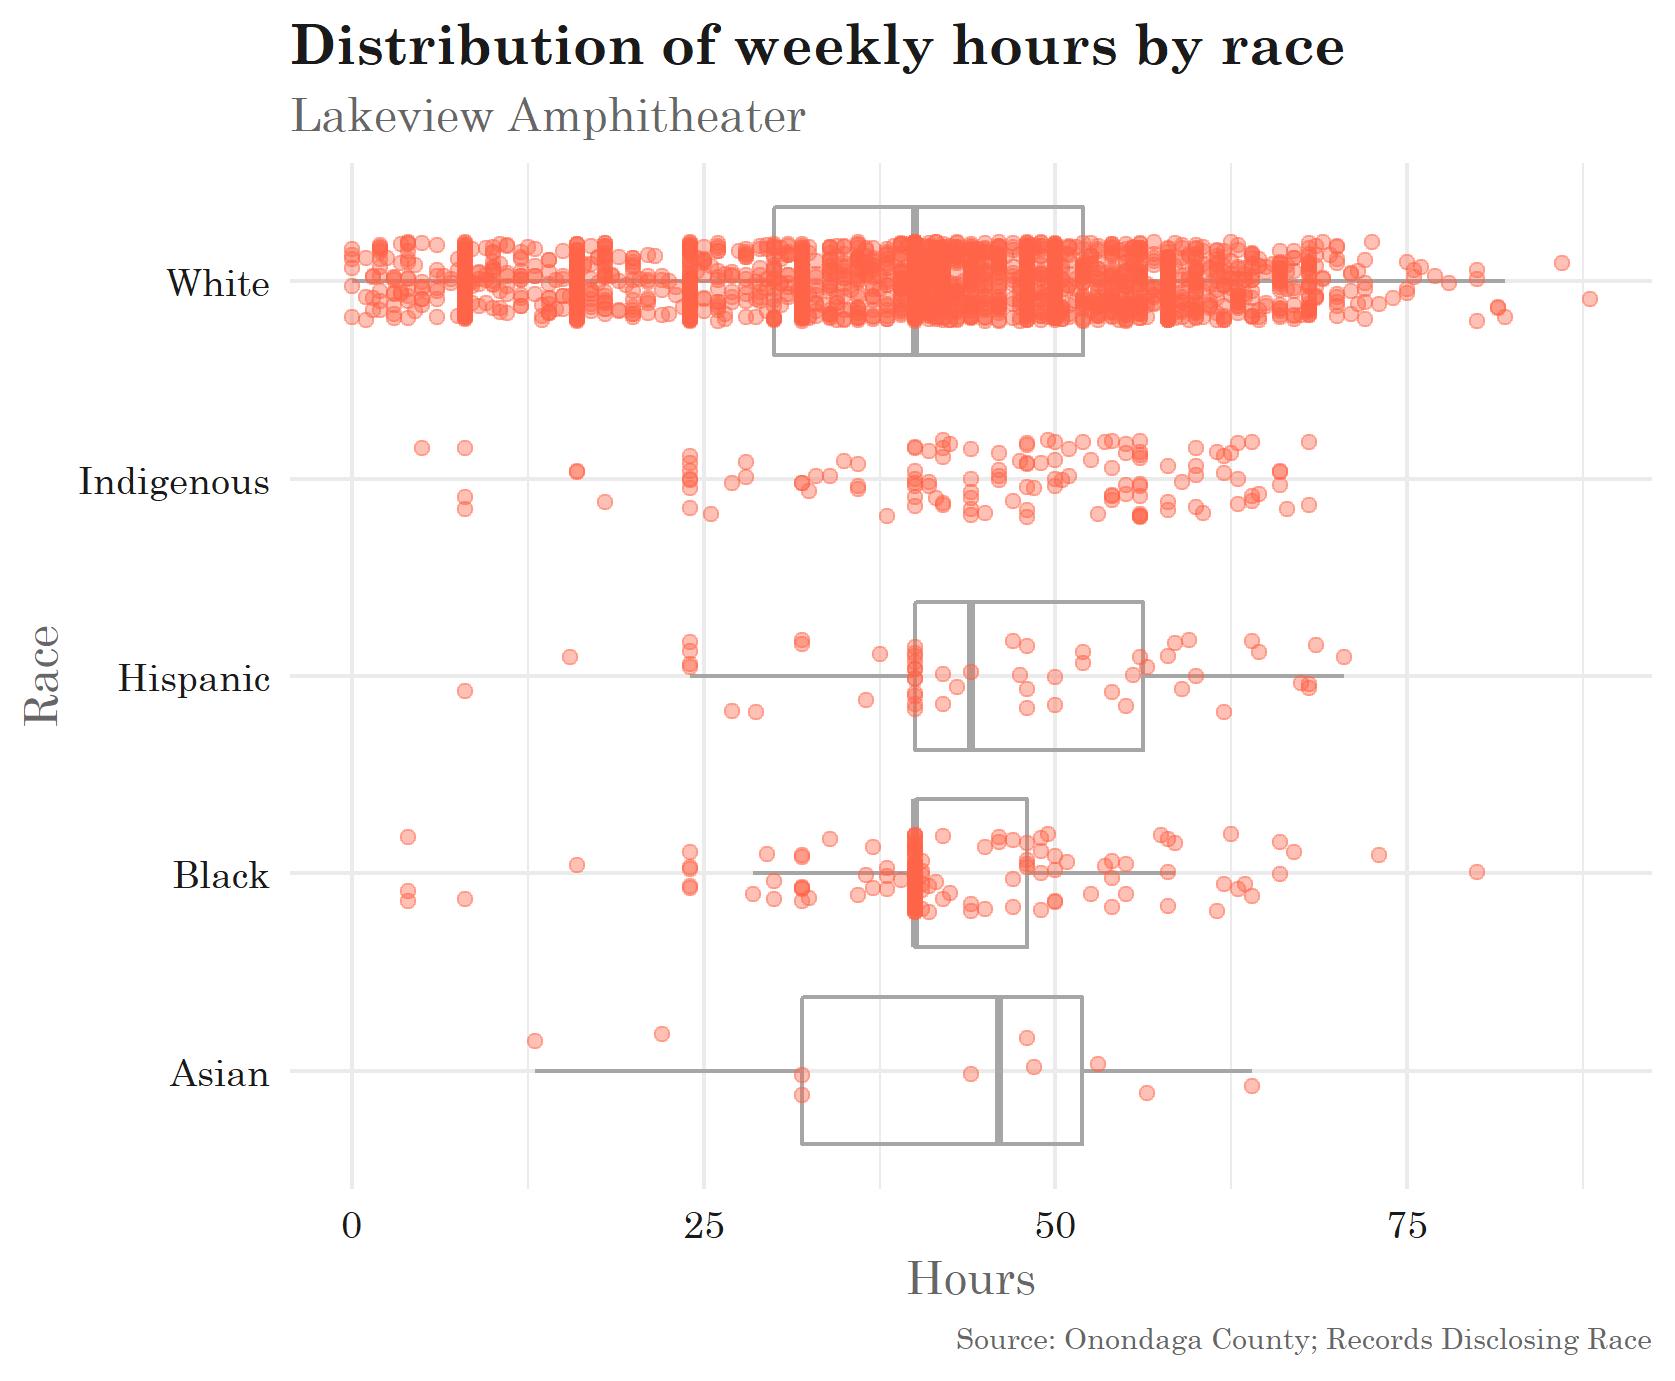 Distribution of weekly hours by race
Lakeview Amphitheater
White
Indigenous
Hispanic
Black
Asian
Race
0 25 50 75
Hours
Source: Onondaga County; Records Disclosing Race